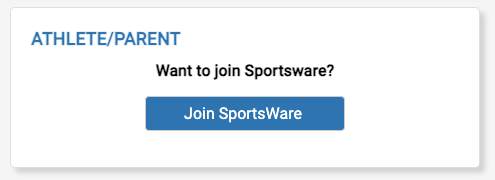 ATHLETE/PARENT
Want to join Sportsware?
Join SportsWare